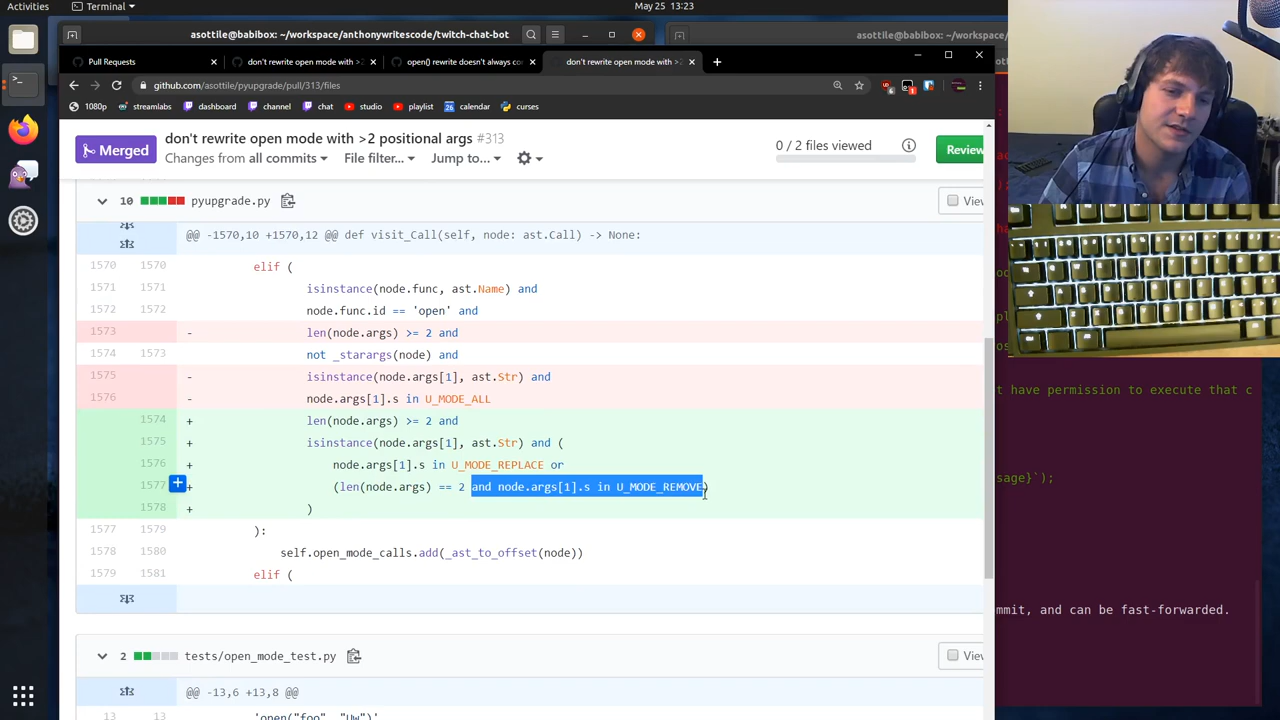 Activities
Terminal
May 25 13:23
asottile@babibox: ~/workspace/anthonywritescode/twitch-chat-bot
asottile@babibox: ~/workspace/
Pull Requests
don't rewrite open mode with >2
open() rewrite doesn't always co
don't rewrite open mode with >2
github.com/asottile/pyupgrade/pull/313/files
1080p
streamlabs
dashboard
channel
chat
studio
playlist
calendar
curses
Merged
don't rewrite open mode with >2 positional args #313
Changes from all commits
File filter...
Jump to...
0 / 2 files viewed
Review
10 pyupgrade.py
View
@@ -1570,10 +1570,12 @@ def visit_Call(self, node: ast.Call) -> None:
1570 1570 elif (
1571 1571 isinstance(node.func, ast.Name) and
1572 1572 node.func.id == 'open' and
1573 - len(node.args) >= 2 and
1574 1573 not _starargs(node) and
1575 - isinstance(node.args[1], ast.Str) and
1576 - node.args[1].s in U_MODE_ALL
1574 + len(node.args) >= 2 and
1575 + isinstance(node.args[1], ast.Str) and (
1576 + node.args[1].s in U_MODE_REPLACE or
1577 + (len(node.args) == 2 and node.args[1].s in U_MODE_REMOVE)
1578 + )
1577 1579 ):
1578 1580 self.open_mode_calls.add(_ast_to_offset(node))
1579 1581 elif (
2 tests/open_mode_test.py
View
@@ -13,6 +13,8 @@
13 13 'open("foo", "Uw")'
t have permission to execute that c
sage}`);
mmit, and can be fast-forwarded.